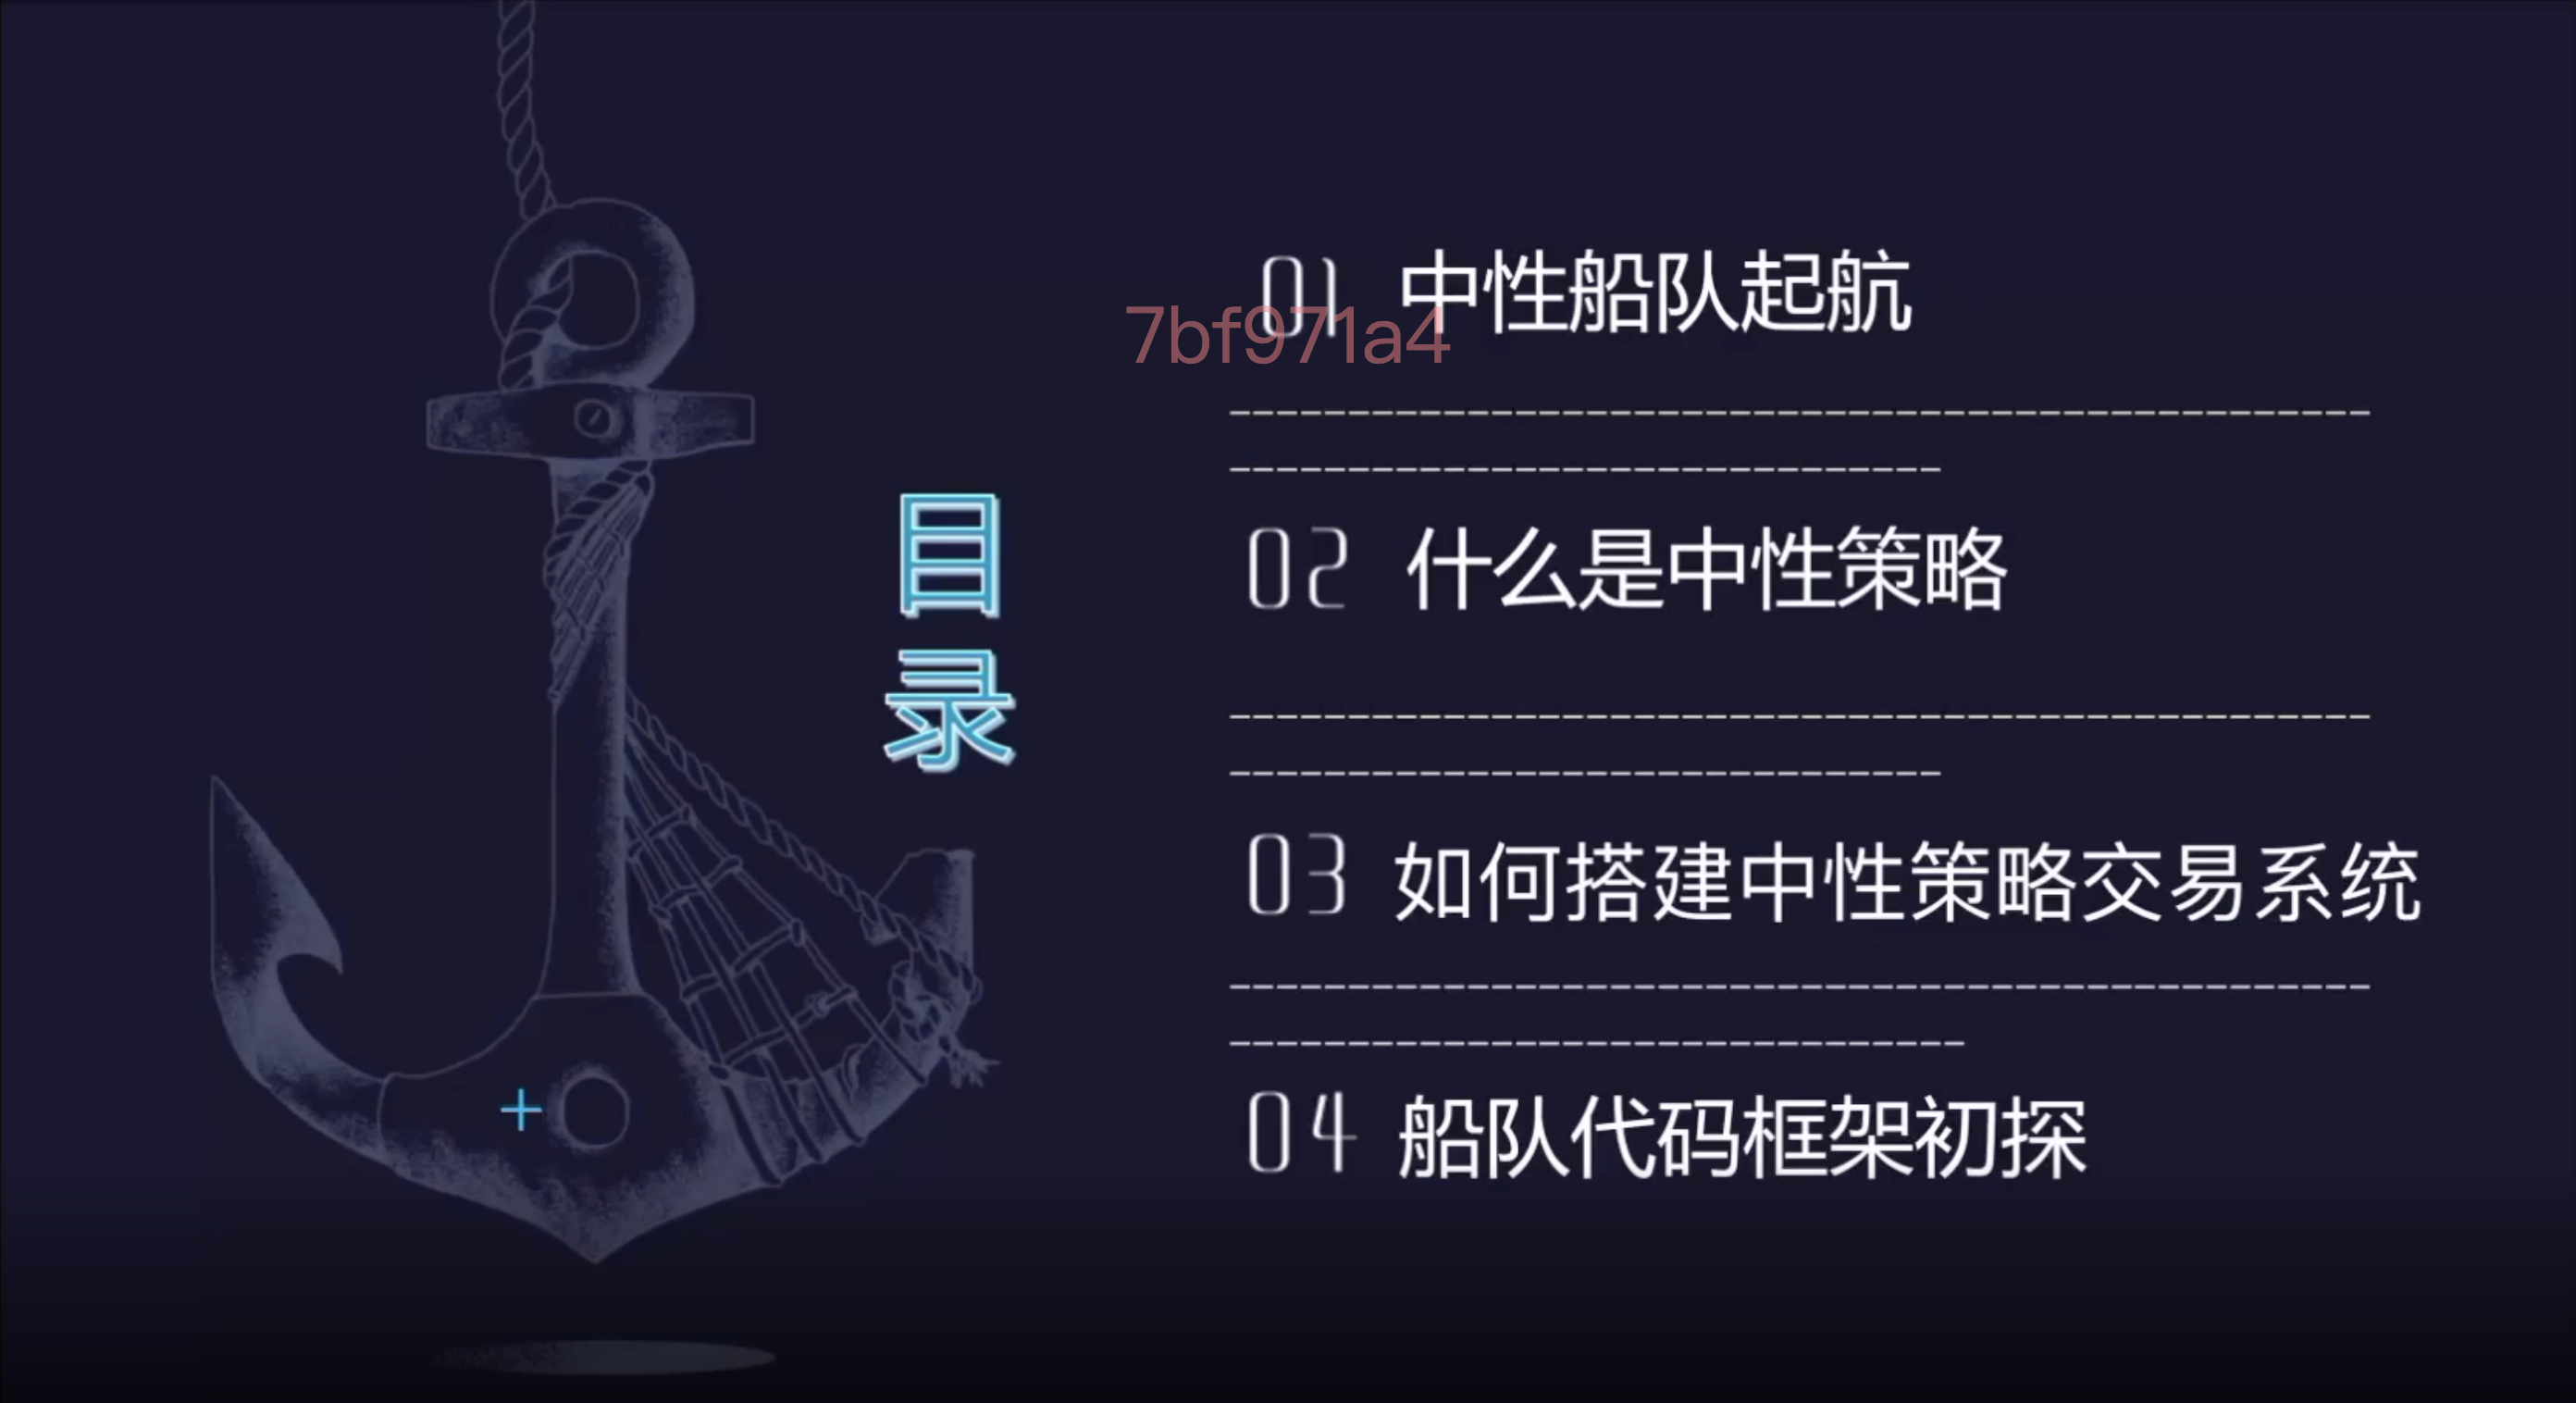 目录
01 中性船队起航
7bf971a4
02 什么是中性策略
03 如何搭建中性策略交易系统
04 船队代码框架初探